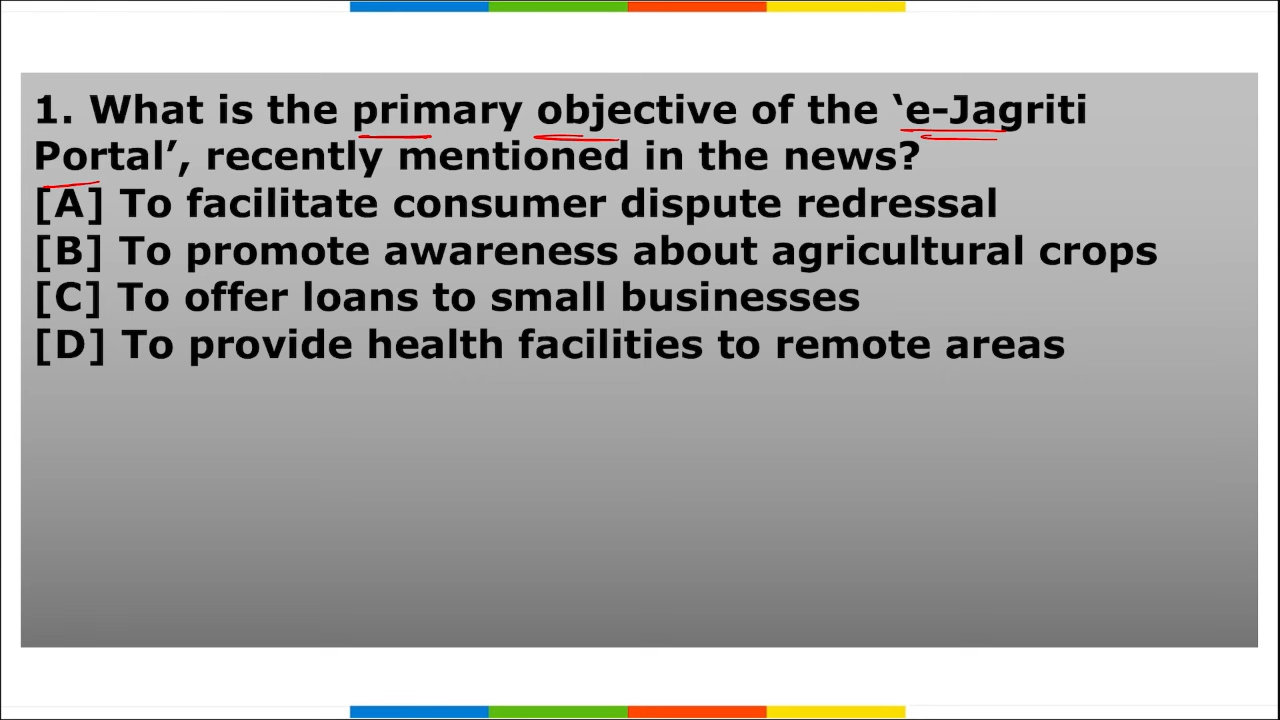 1. What is the primary objective of the ‘e-Jagriti
Portal’, recently mentioned in the news?
[A] To facilitate consumer dispute redressal
[B] To promote awareness about agricultural crops
[C] To offer loans to small businesses
[D] To provide health facilities to remote areas